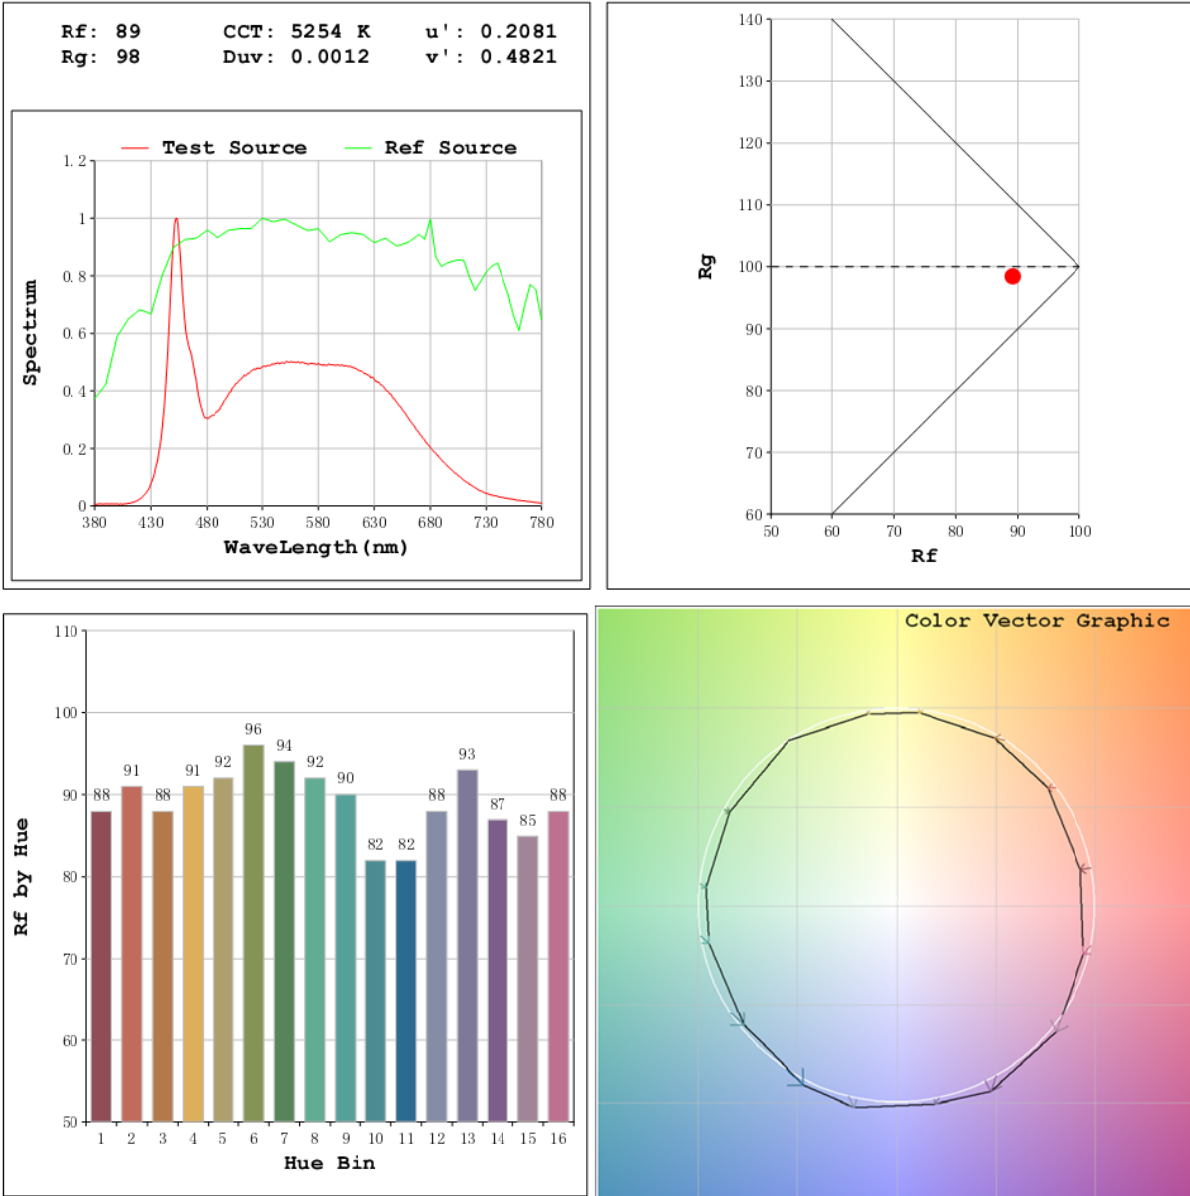 Rf: 89 CCT: 5254 K u': 0.2081
Rg: 98 Duv: 0.0012 v': 0.4821
Test Source Ref Source
1.2
1
0.8
0.6
0.4
0.2
0
Spectrum
380 430 480 530 580 630 680 730 780
WaveLength(nm)
140
130
120
110
100
90
80
70
60
Rg
50 60 70 80 90 100
Rf
110
100
90
80
70
60
50
Rf by Hue
88 91 88 91 92 96 94 92 90 82 82 88 93 87 85 88
1 2 3 4 5 6 7 8 9 10 11 12 13 14 15 16
Hue Bin
Color Vector Graphic